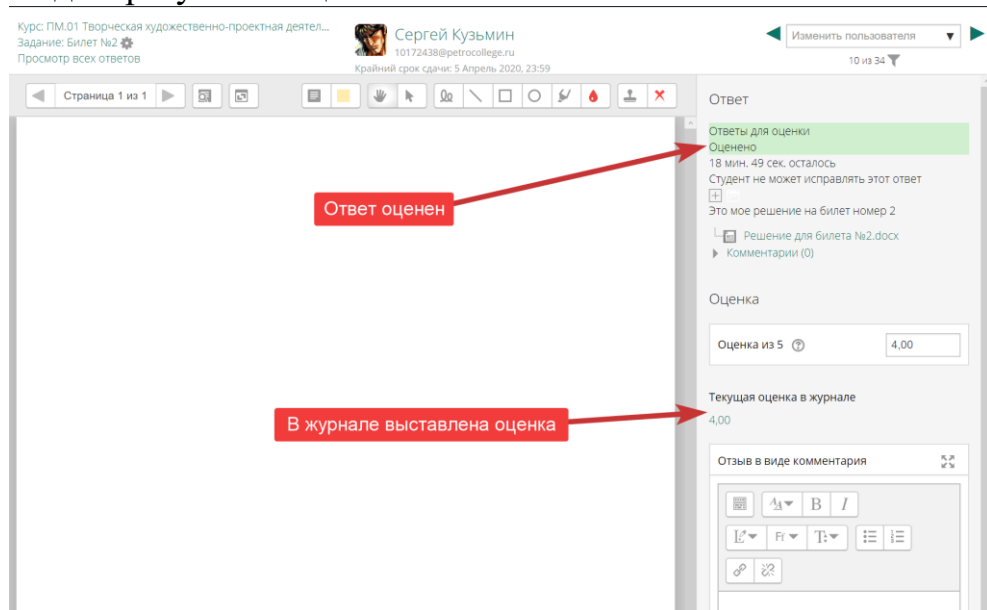 Курс: ПМ.01 Творческая художественно-проектная деятел...
Задание: Билет №2
Просмотр всех ответов
Сергей Кузьмин
10172438@petrocollege.ru
Крайний срок сдачи: 5 Апрель 2020, 23:59
Изменить пользователя
10 из 34
Страница 1 из 1
Ответ
Ответы для оценки
Оценено
18 мин. 49 сек. осталось
Студент не может исправлять этот ответ
Это мое решение на билет номер 2
Решение для билета №2.docx
Комментарии (0)
Ответ оценен
Оценка
Оценка из 5
4,00
Текущая оценка в журнале
4,00
В журнале выставлена оценка
Отзыв в виде комментария